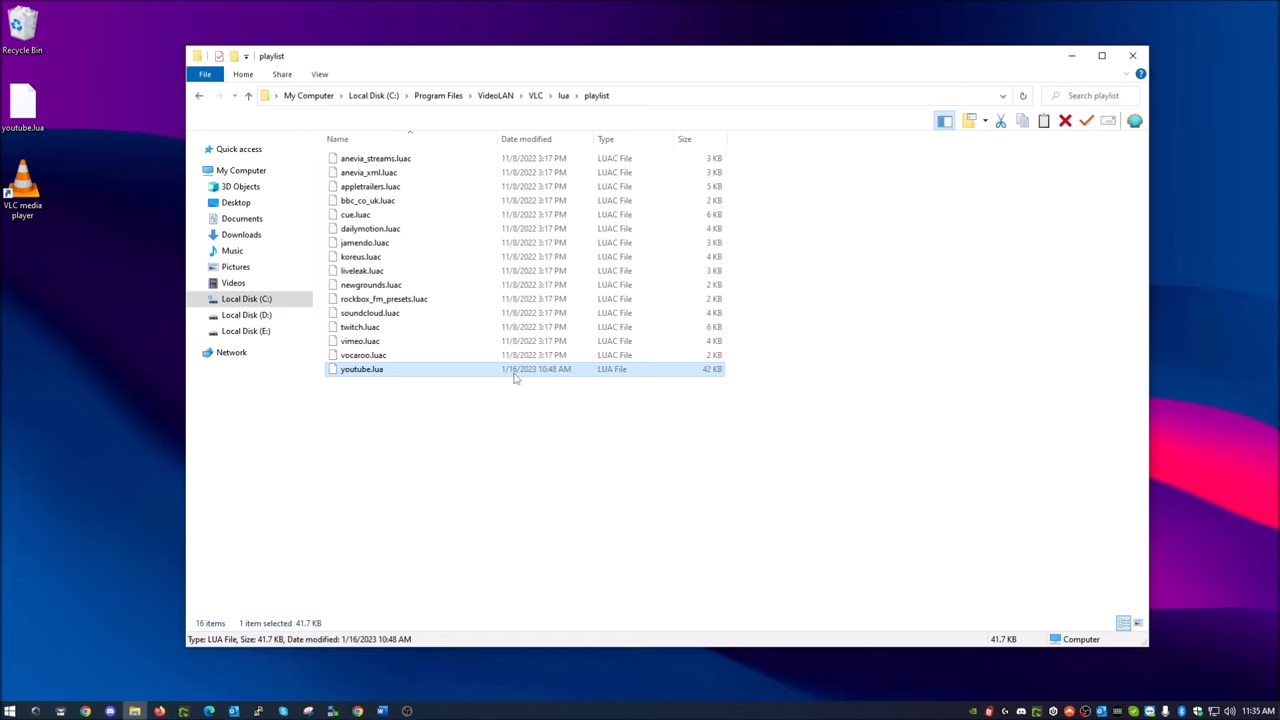 Recycle Bin
youtube.lua
VLC media
player
playlist
File Home Share View
My Computer Local Disk (C:) Program Files VideoLAN VLC lua playlist
Search playlist
Name Date modified Type Size
Quick access
My Computer
3D Objects
Desktop
Documents
Downloads
Music
Pictures
Videos
Local Disk (C:)
Local Disk (D:)
Local Disk (E:)
Network
anevia_streams.luac 11/8/2022 3:17 PM LUAC File 3 KB
anevia_xml.luac 11/8/2022 3:17 PM LUAC File 3 KB
appletrailers.luac 11/8/2022 3:17 PM LUAC File 5 KB
bbc_co_uk.luac 11/8/2022 3:17 PM LUAC File 2 KB
cue.luac 11/8/2022 3:17 PM LUAC File 6 KB
dailymotion.luac 11/8/2022 3:17 PM LUAC File 4 KB
jamendo.luac 11/8/2022 3:17 PM LUAC File 3 KB
koreus.luac 11/8/2022 3:17 PM LUAC File 4 KB
liveleak.luac 11/8/2022 3:17 PM LUAC File 3 KB
newgrounds.luac 11/8/2022 3:17 PM LUAC File 2 KB
rockbox_fm_presets.luac 11/8/2022 3:17 PM LUAC File 2 KB
soundcloud.luac 11/8/2022 3:17 PM LUAC File 4 KB
twitch.luac 11/8/2022 3:17 PM LUAC File 6 KB
vimeo.luac 11/8/2022 3:17 PM LUAC File 4 KB
vocaroo.luac 11/8/2022 3:17 PM LUAC File 2 KB
youtube.lua 1/16/2023 10:48 AM LUA File 42 KB
16 items 1 item selected 41.7 KB
Type: LUA File, Size: 41.7 KB, Date modified: 1/16/2023 10:48 AM 41.7 KB Computer
11:35 AM